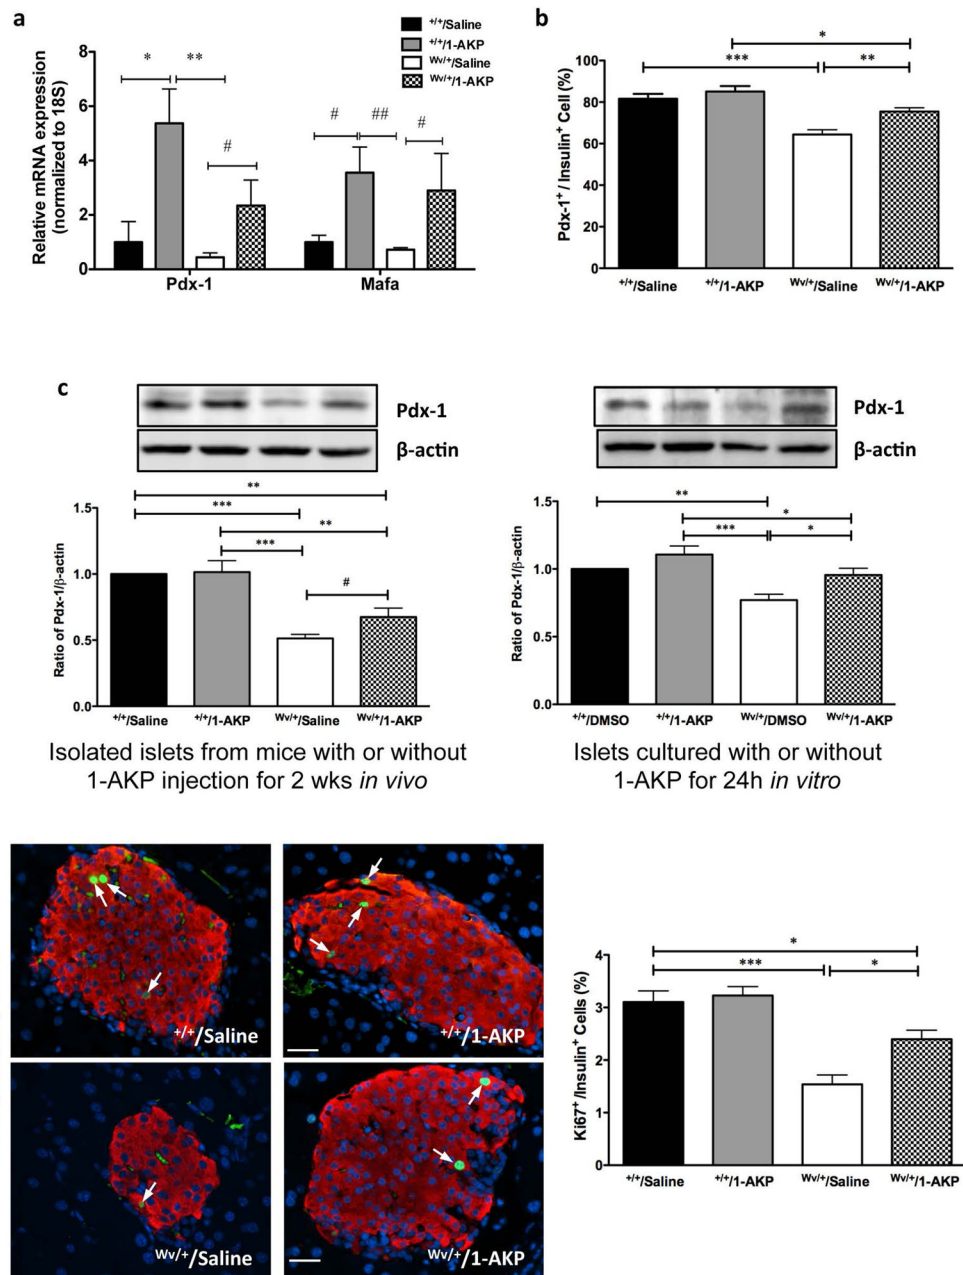 a
+/+/Saline
+/+/1-AKP
Wv/+/Saline
Wv/+/1-AKP
Relative mRNA expression
(normalized to 18S)
8
6
4
2
0
* ** #
# ## #
Pdx-1 Mafa
b
Pdx-1+ / Insulin+ Cell (%)
100
80
60
40
20
0
*
*** **
+/+/Saline +/+/1-AKP Wv/+/Saline Wv/+/1-AKP
c
Pdx-1
β-actin
Ratio of Pdx-1/β-actin
1.5
1.0
0.5
0.0
**
***
**
***
#
+/+/Saline +/+/1-AKP Wv/+/Saline Wv/+/1-AKP
Isolated islets from mice with or without
1-AKP injection for 2 wks in vivo
Pdx-1
β-actin
Ratio of Pdx-1/β-actin
1.5
1.0
0.5
0.0
**
*
*** *
+/+/DMSO +/+/1-AKP Wv/+/DMSO Wv/+/1-AKP
Islets cultured with or without
1-AKP for 24h in vitro
+/+/Saline
+/+/1-AKP
Wv/+/Saline
Wv/+/1-AKP
Ki67+/Insulin+ Cells (%)
4
3
2
1
0
*
*** *
+/+/Saline +/+/1-AKP Wv/+/Saline Wv/+/1-AKP